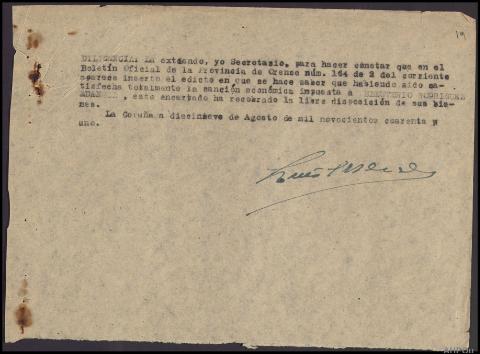 19
DILIGENCIA: La extiendo, yo Secretario, para hacer constar que en el
Boletín Oficial de la Provincia de Orense núm. 164 de 2 del corriente
aparece inserto el edicto en que se hace saber que habiendo sido sa-
tisfecha totalmente la sanción económica impuesta a RODRIGUEZ
este encartado ha recobrado la libre disposición de sus bie-
nes.
La Coruña a diecinueve de Agosto de mil novecientos cuarenta y
uno.